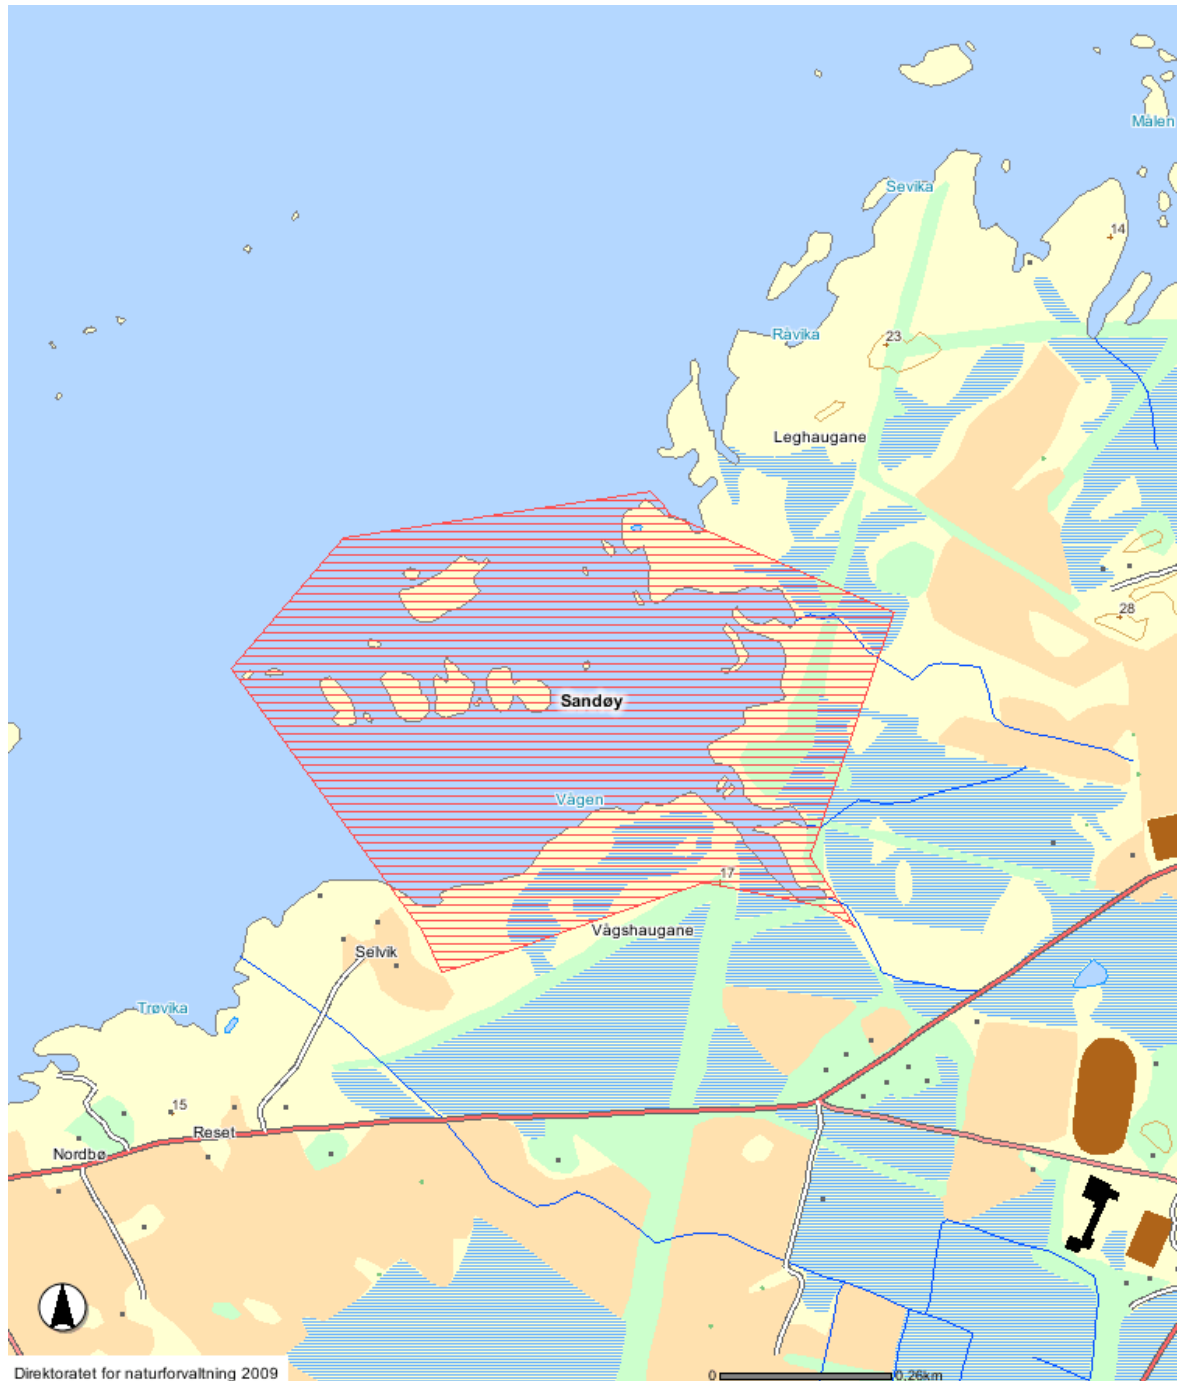 Målen
Sevika
14
Råvika
23
Leghaugane
28
Sandøy
Vågen
17
Vågshaugane
Selvik
Trøvika
15
Reset
Nordbø
Direktoratet for naturforvaltning 2009
0 0,26km